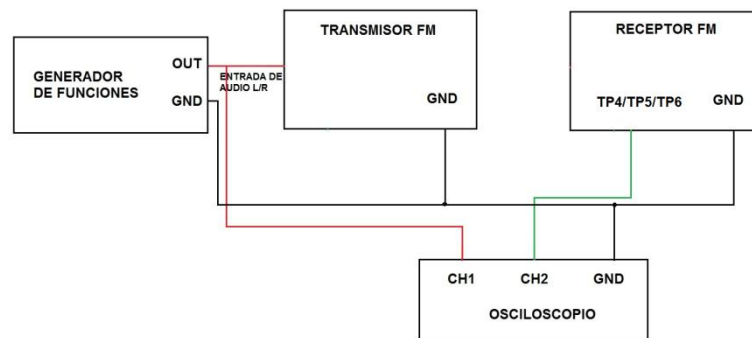 GENERADOR
DE FUNCIONES
OUT
GND
ENTRADA DE
AUDIO L/R
TRANSMISOR FM
GND
RECEPTOR FM
TP4/TP5/TP6
GND
CH1
CH2
GND
OSCILOSCOPIO